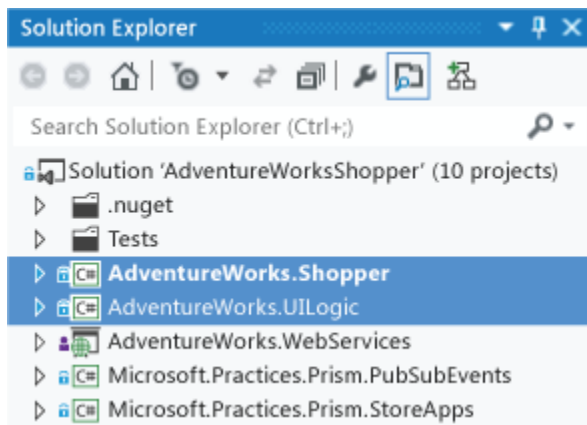 Solution Explorer
Search Solution Explorer (Ctrl+;)
Solution ‘AdventureWorksShopper’ (10 projects)
.nuget
Tests
C# AdventureWorks.Shopper
C# AdventureWorks.UILogic
AdventureWorks.WebServices
C# Microsoft.Practices.Prism.PubSubEvents
C# Microsoft.Practices.Prism.StoreApps